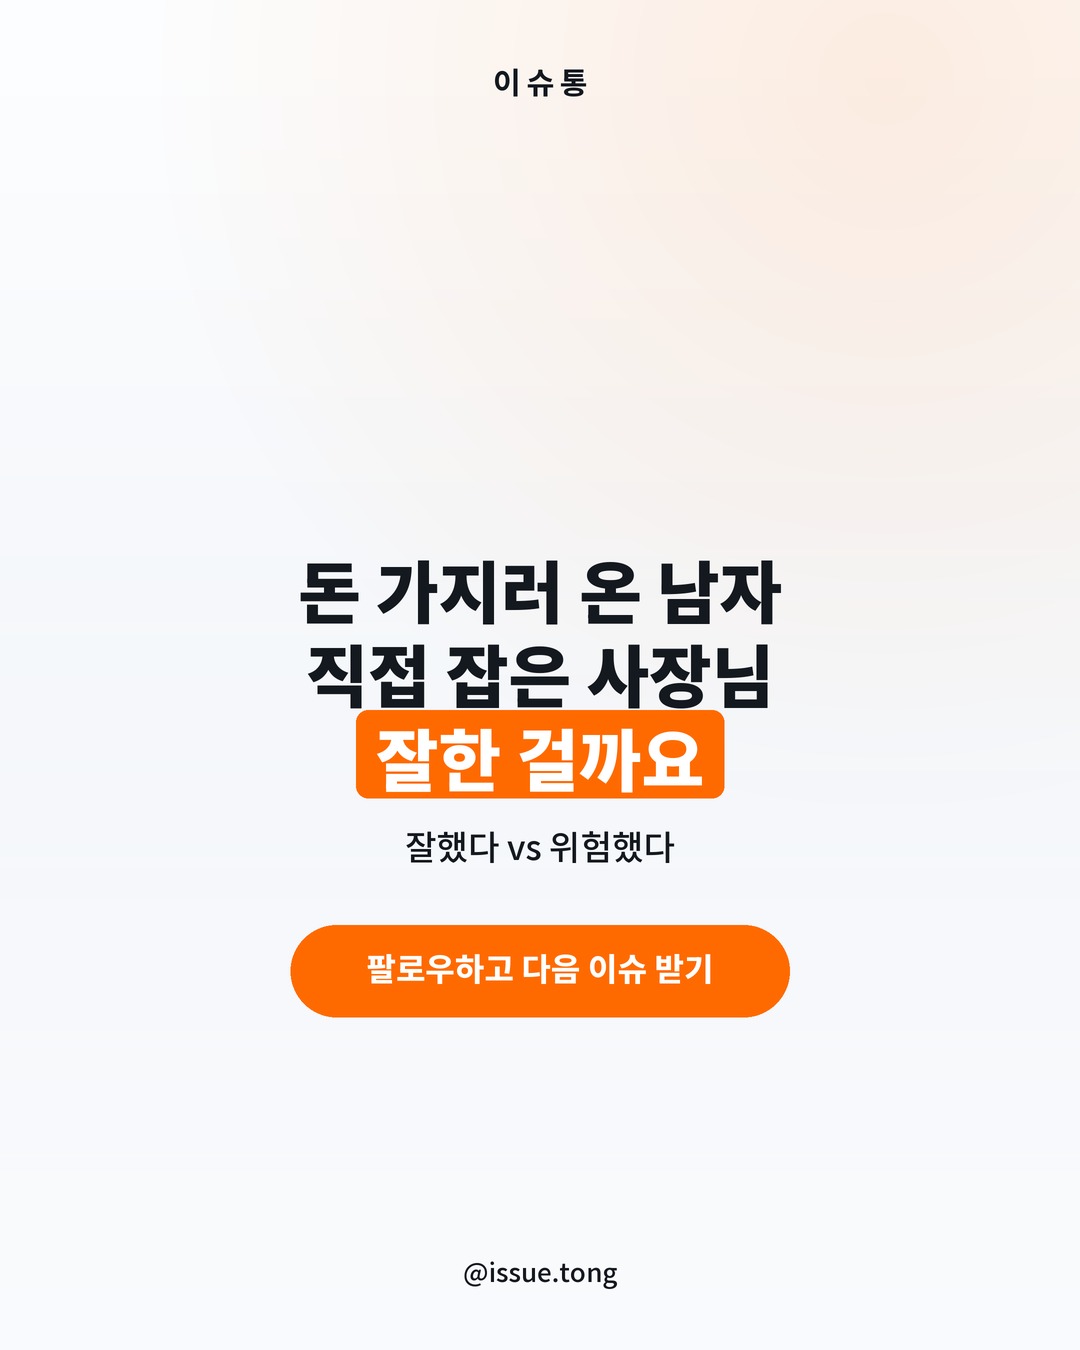 이슈통
돈 가지러 온 남자
직접 잡은 사장님
잘한 걸까요
잘했다 vs 위험했다
팔로우하고 다음 이슈 받기
@issue.tong